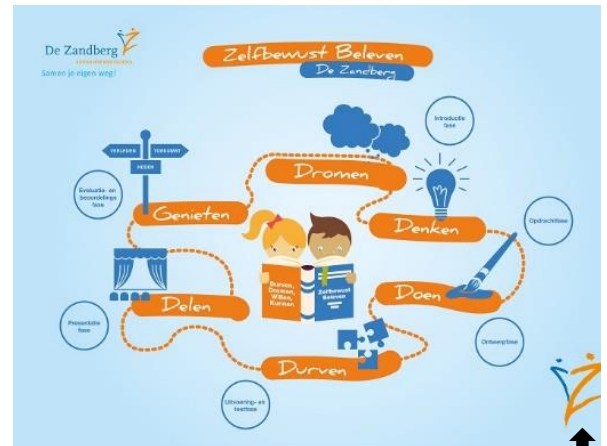 De Zandberg
Samen je eigen weg!
Zelfbewust Beleven
De Zandberg
Introductie
fase
VERLEDEN
TOEKOMST
HEDEN
Dromen
Evaluatie- en
beoordelings
fase
Genieten
Denken
Opdrachtfase
Durven,
Dromen,
Willen,
Kunnen
Zelfbewust
Beleven
Doen
Delen
Presentatie
fase
Ontwerpfase
Durven
Uitvoering- en
testfase